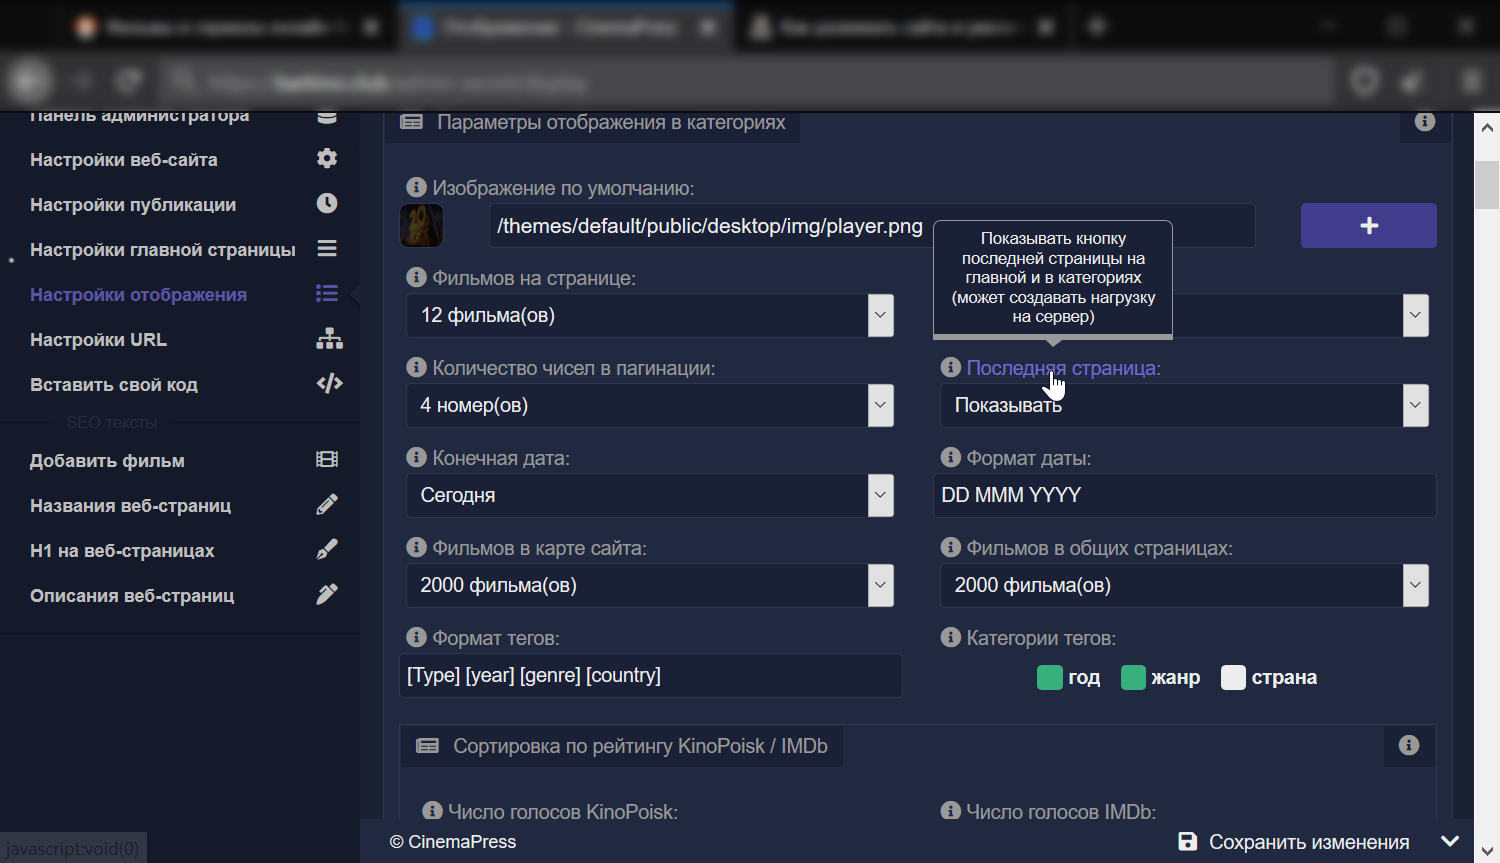 Панель администратора
Настройки веб-сайта
Настройки публикации
Настройки главной страницы
Настройки отображения
Настройки URL
Вставить свой код
SEO тексты
Добавить фильм
Названия веб-страниц
H1 на веб-страницах
Описания веб-страниц
javascript:void(0)
Параметры отображения в категориях
Изображение по умолчанию:
/themes/default/public/desktop/img/player.png
+
Показывать кнопку
последней страницы на
главной и в категориях
(может создавать нагрузку
на сервер)
Фильмов на странице:
12 фильма(ов)
Количество чисел в пагинации:
4 номер(ов)
Последняя страница:
Показывать
Конечная дата:
Сегодня
Формат даты:
DD MMM YYYY
Фильмов в карте сайта:
2000 фильма(ов)
Фильмов в общих страницах:
2000 фильма(ов)
Формат тегов:
[Type] [year] [genre] [country]
Категории тегов:
год жанр страна
Сортировка по рейтингу KinoPoisk / IMDb
Число голосов KinoPoisk:
Число голосов IMDb:
© CinemaPress
Сохранить изменения